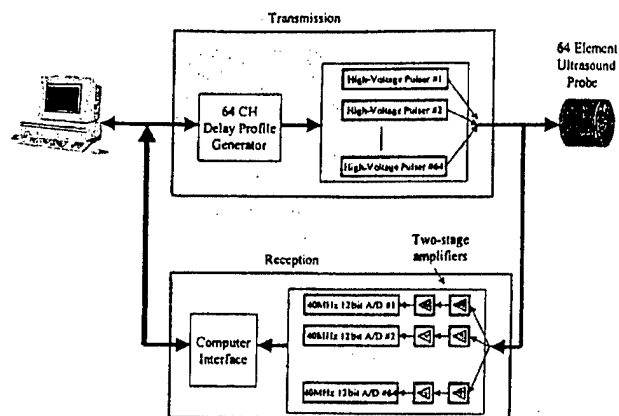 Transmission
64 Element
Ultrasound
Probe
High-Voltage Pulser #1
High-Voltage Pulser #2
High-Voltage Pulser #64
64 CH
Delay Profile
Generator
Two-stage
amplifiers
Reception
40MHz 12bit A/D #1
40MHz 12bit A/D #2
40MHz 12bit A/D #64
Computer
Interface